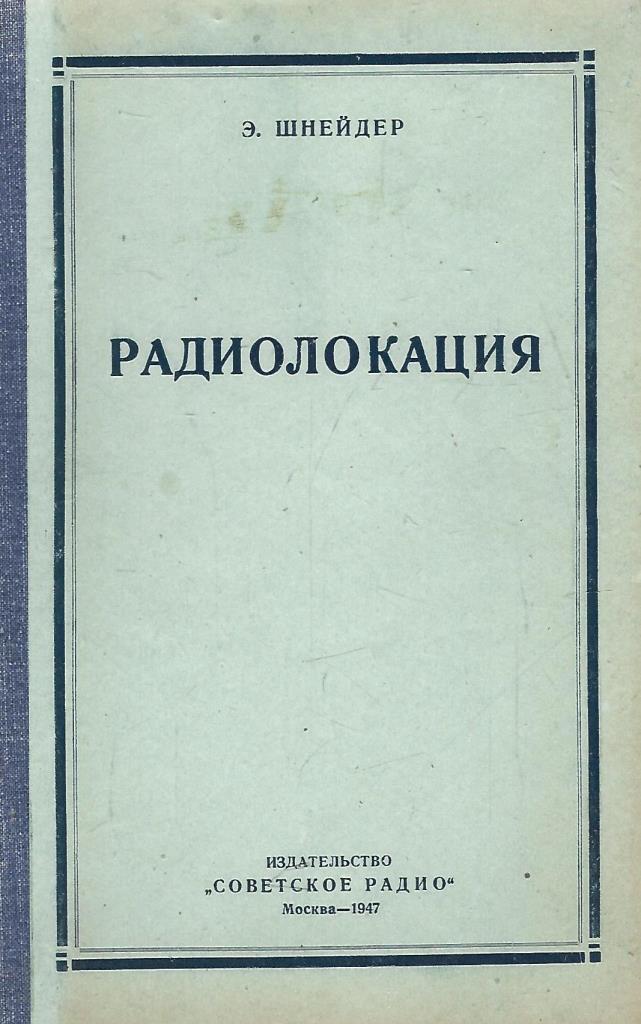 Э. ШНЕЙДЕР
РАДИОЛОКАЦИЯ
ИЗДАТЕЛЬСТВО
„СОВЕТСКОЕ РАДИО“
Москва—1947